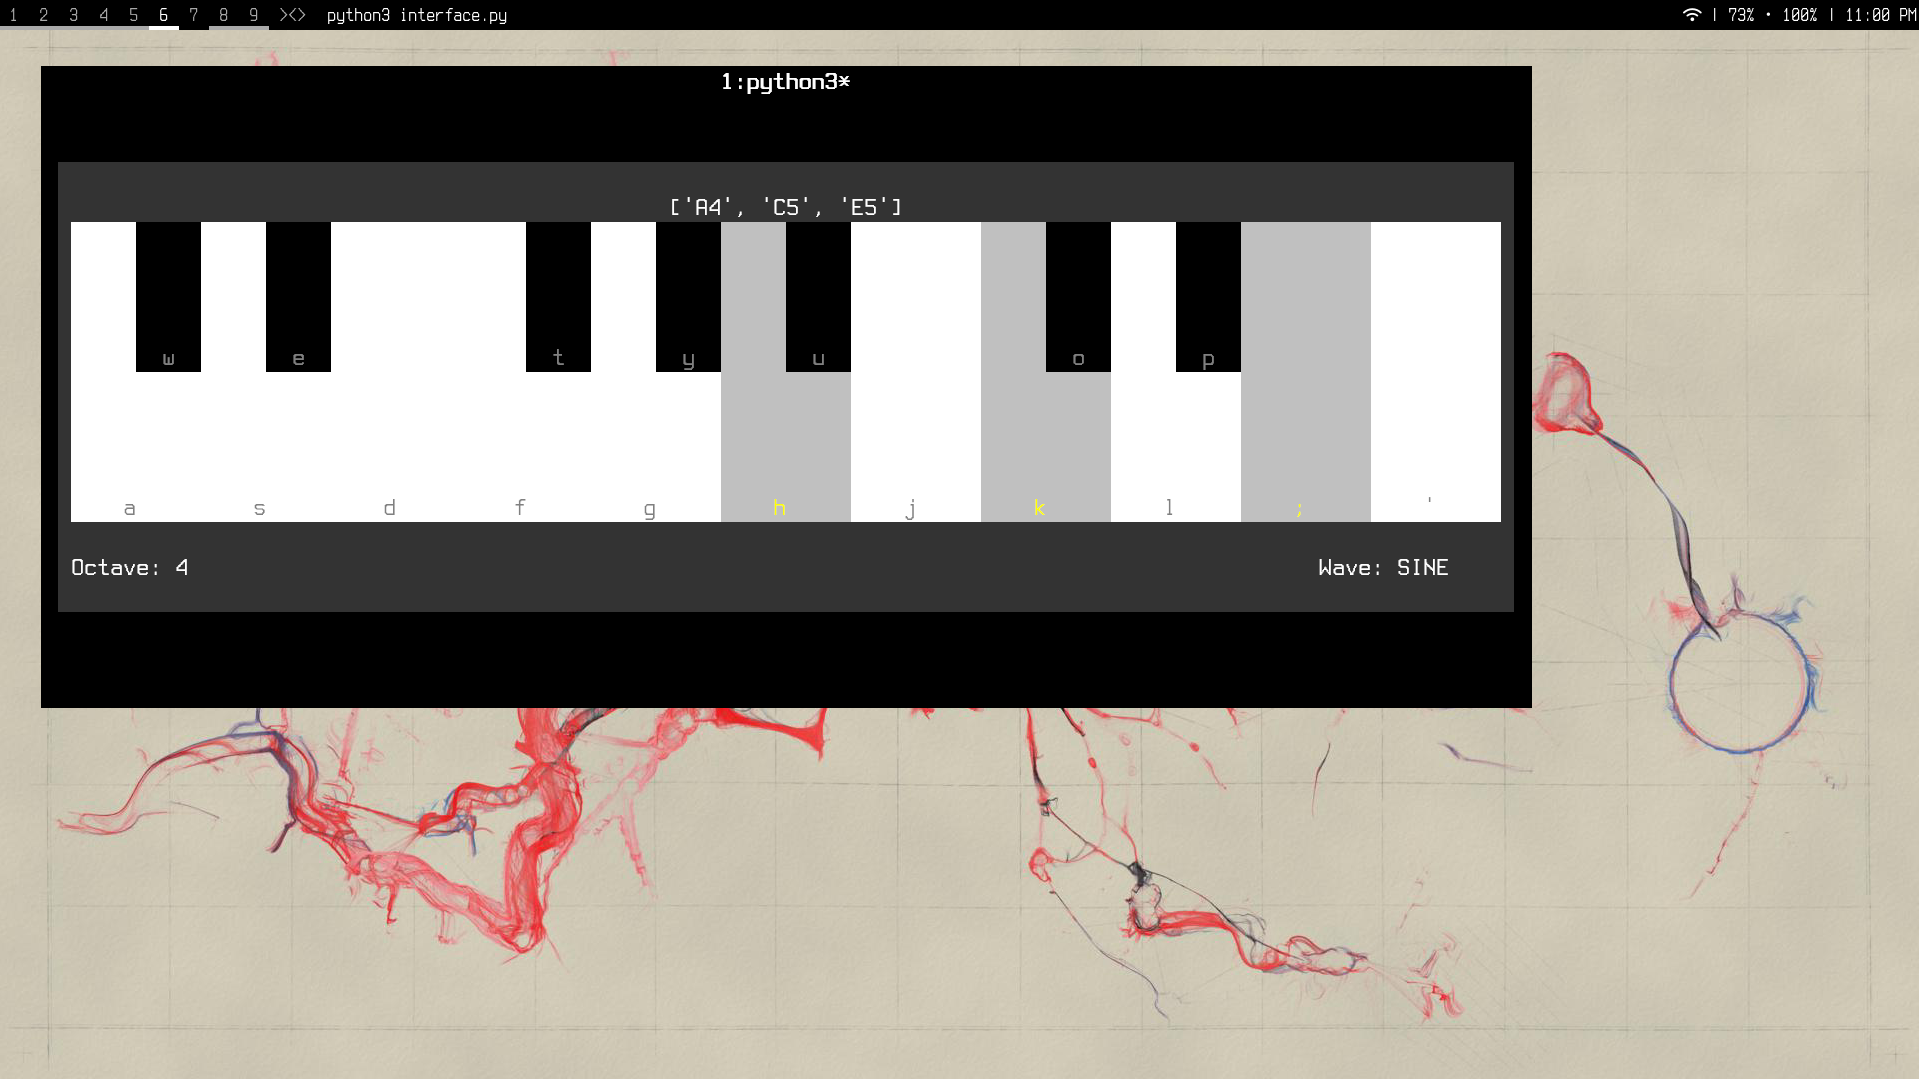 1 2 3 4 5 6 7 8 9 ><> python3 interface.py | 73% • 100% | 11:00 PM
1:python3*
['A4', 'C5', 'E5']
w e t y u o p
a s d f g h j k l ; '
Octave: 4 Wave: SINE